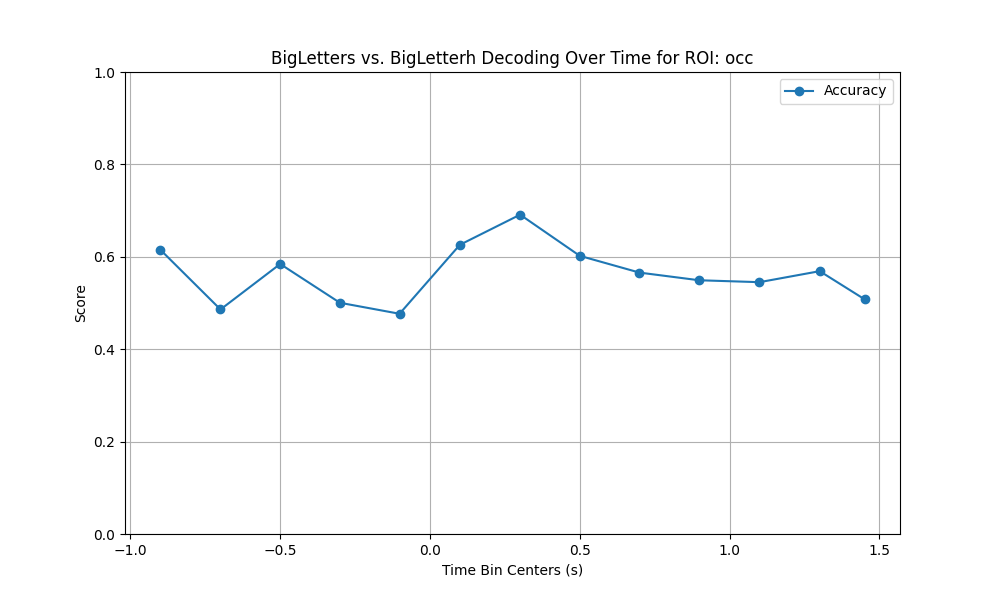 BigLetters vs. BigLetterh Decoding Over Time for ROI: occ
1.0
Accuracy
0.8
0.6
Score
0.4
0.2
0.0
−1.0 −0.5 0.0 0.5 1.0 1.5
Time Bin Centers (s)